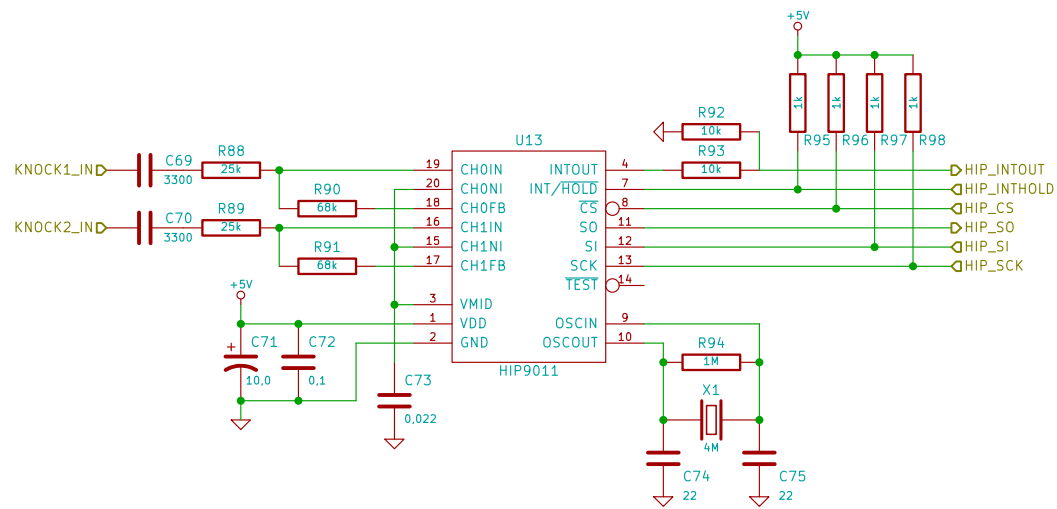 +5V
1k 1k 1k 1k
R95 R96 R97 R98
R92
10k
R93
10k
U13
KNOCK1_IN
C69
3300
R88
25k
R90
68k
KNOCK2_IN
C70
3300
R89
25k
R91
68k
19 CH0IN
20 CH0NI
18 CH0FB
16 CH1IN
15 CH1NI
17 CH1FB
3 VMID
1 VDD
2 GND
INTOUT 4
INT/HOLD 7
CS 8
SO 11
SI 12
SCK 13
TEST 14
OSCIN 9
OSCOUT 10
HIP9011
HIP_INTOUT
HIP_INTHOLD
HIP_CS
HIP_SO
HIP_SI
HIP_SCK
+5V
+
C71
10,0
C72
0,1
C73
0,022
R94
1M
X1
4M
C74
22
C75
22